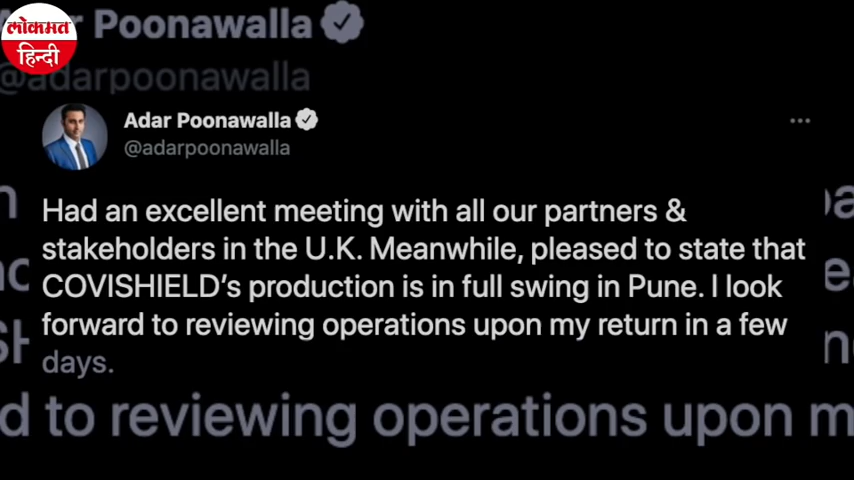 लोकमत
हिन्दी
Poonawalla
@adarpoonawalla
Adar Poonawalla
@adarpoonawalla
Had an excellent meeting with all our partners &
stakeholders in the U.K. Meanwhile, pleased to state that
COVISHIELD's production is in full swing in Pune. I look
forward to reviewing operations upon my return in a few
days.
d to reviewing operations upon m